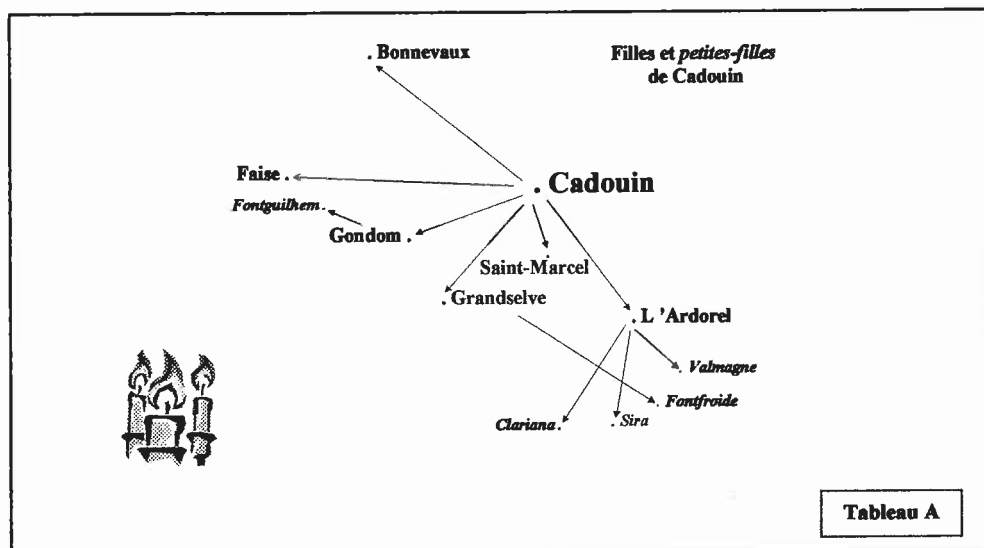 . Bonnevaux
Filles et petites-filles
de Cadouin
Faise .
. Cadouin
Fontguilhem .
Gondom .
Saint-Marcel
. Grandselve
. L 'Ardorel
. Valmagne
. Fontfroide
Clariana .
. Sira
Tableau A